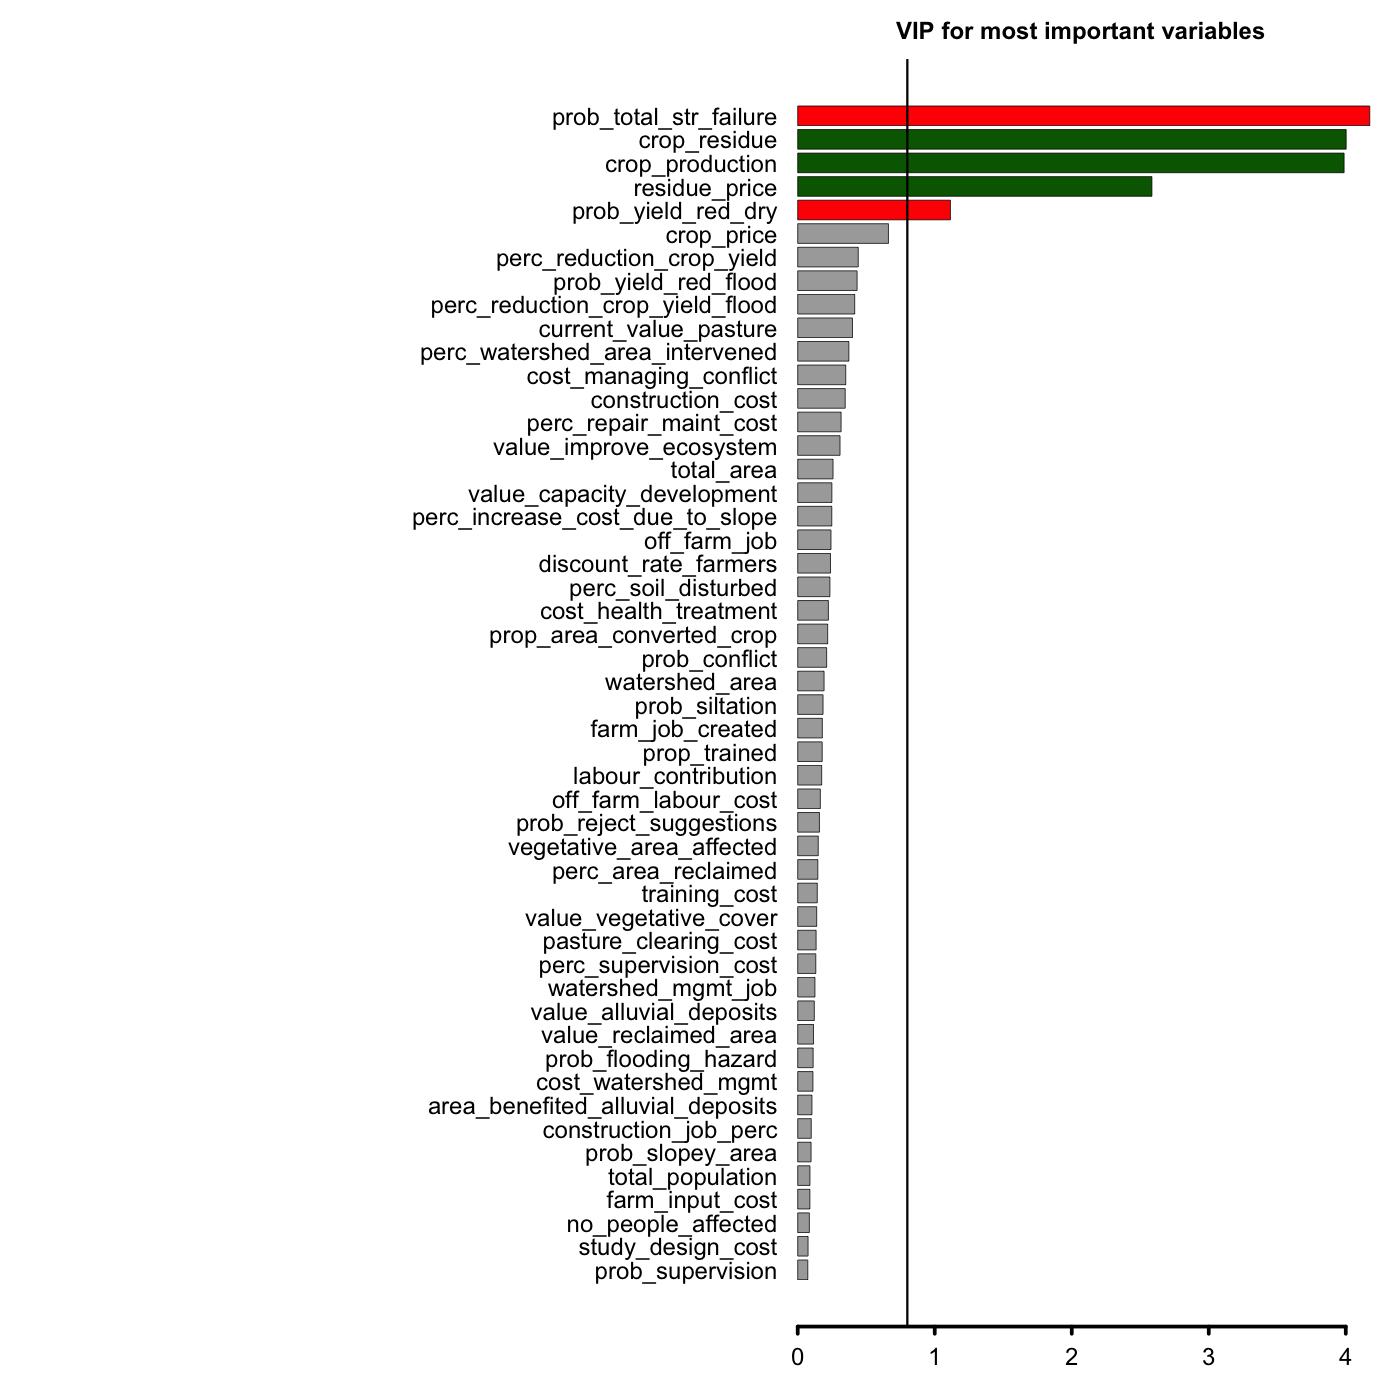 VIP for most important variables
prob_total_str_failure
crop_residue
crop_production
residue_price
prob_yield_red_dry
crop_price
perc_reduction_crop_yield
prob_yield_red_flood
perc_reduction_crop_yield_flood
current_value_pasture
perc_watershed_area_intervened
cost_managing_conflict
construction_cost
perc_repair_maint_cost
value_improve_ecosystem
total_area
value_capacity_development
perc_increase_cost_due_to_slope
off_farm_job
discount_rate_farmers
perc_soil_disturbed
cost_health_treatment
prop_area_converted_crop
prob_conflict
watershed_area
prob_siltation
farm_job_created
prop_trained
labour_contribution
off_farm_labour_cost
prob_reject_suggestions
vegetative_area_affected
perc_area_reclaimed
training_cost
value_vegetative_cover
pasture_clearing_cost
perc_supervision_cost
watershed_mgmt_job
value_alluvial_deposits
value_reclaimed_area
prob_flooding_hazard
cost_watershed_mgmt
area_benefited_alluvial_deposits
construction_job_perc
prob_slopey_area
total_population
farm_input_cost
no_people_affected
study_design_cost
prob_supervision
0 1 2 3 4